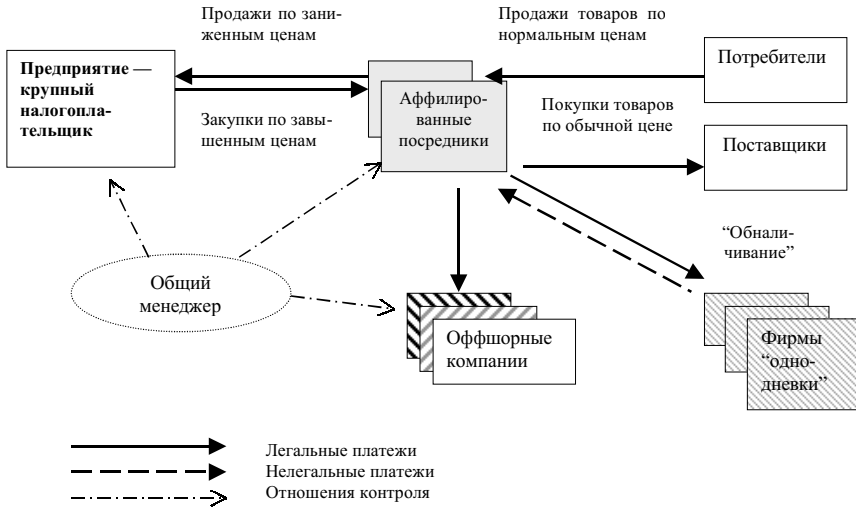 Продажи по зани-
женным ценам
Продажи товаров по
нормальным ценам
Предприятие —
крупный
налогопла-
тельщик
Аффилиро-
ванные
посредники
Потребители
Закупки по завы-
шенным ценам
Покупки товаров
по обычной цене
Поставщики
“Обнали-
чивание”
Общий
менеджер
Оффшорные
компании
Фирмы
“одно-
дневки”
Легальные платежи
Нелегальные платежи
Отношения контроля